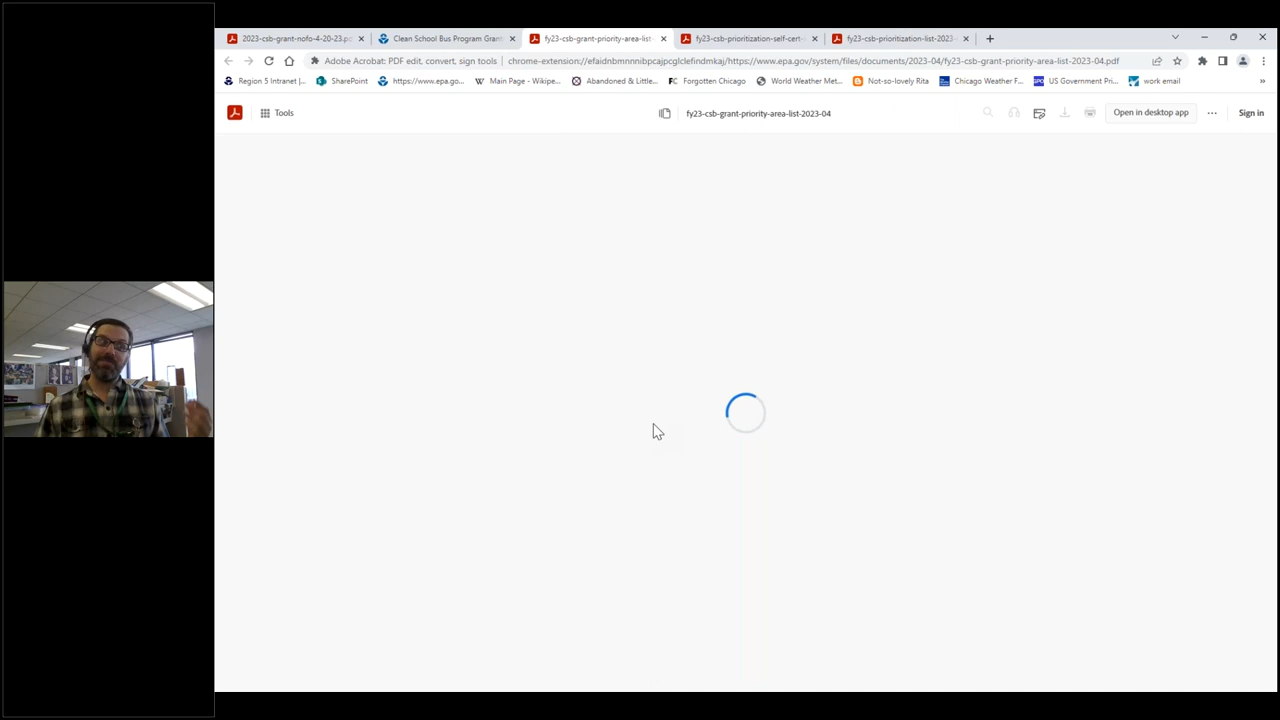 2023-csb-grant-nofo-4-20-23.pd
Clean School Bus Program Grant
fy23-csb-grant-priority-area-list-
fy23-csb-prioritization-self-cert-
fy23-csb-prioritization-list-2023-
Adobe Acrobat: PDF edit, convert, sign tools
chrome-extension://efaidnbmnnnibpcajpcglclefindmkaj/https://www.epa.gov/system/files/documents/2023-04/fy23-csb-grant-priority-area-list-2023-04.pdf
Region 5 Intranet |...
SharePoint
https://www.epa.go...
Main Page - Wikipe...
Abandoned & Little...
Forgotten Chicago
World Weather Met...
Not-so-lovely Rita
Chicago Weather F...
US Government Pri...
work email
Tools
fy23-csb-grant-priority-area-list-2023-04
Open in desktop app
Sign in